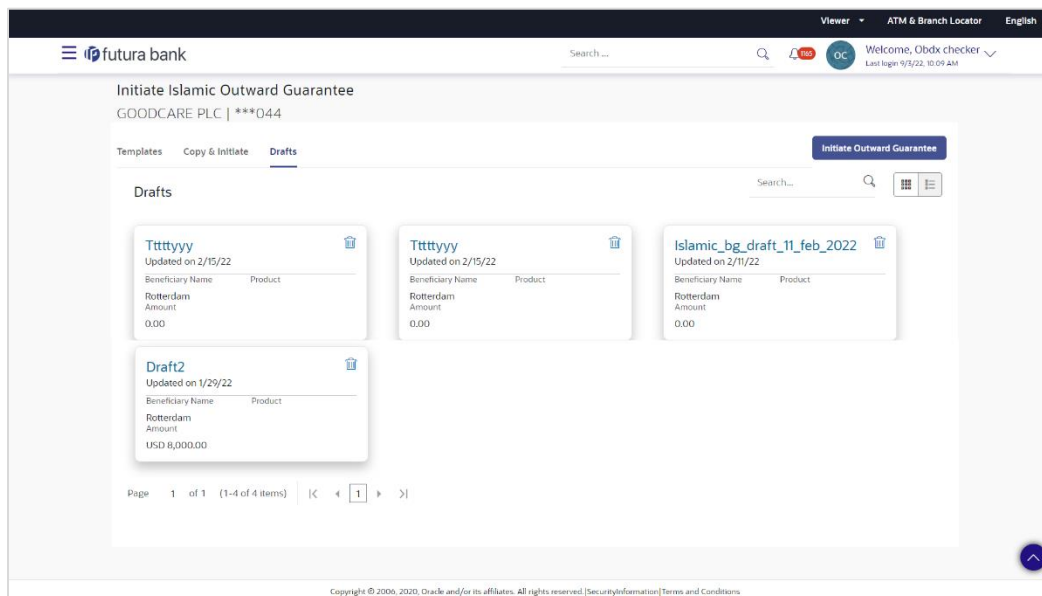 Viewer ATM & Branch Locator English
futura bank Search ... 1165 OC Welcome, Obdx checker
Last login 9/3/22, 10:09 AM
Initiate Islamic Outward Guarantee
GOODCARE PLC | ***044
Templates Copy & Initiate Drafts Initiate Outward Guarantee
Drafts Search...
Tttttyyy Tttttyyy Islamic_bg_draft_11_feb_2022
Updated on 2/15/22 Updated on 2/15/22 Updated on 2/11/22
Beneficiary Name Product Beneficiary Name Product Beneficiary Name Product
Rotterdam Rotterdam Rotterdam
Amount Amount Amount
0.00 0.00 0.00
Draft2
Updated on 1/29/22
Beneficiary Name Product
Rotterdam
Amount
USD 8,000.00
Page 1 of 1 (1-4 of 4 items) 1
Copyright © 2006, 2020, Oracle and/or its affiliates. All rights reserved.|SecurityInformation|Terms and Conditions